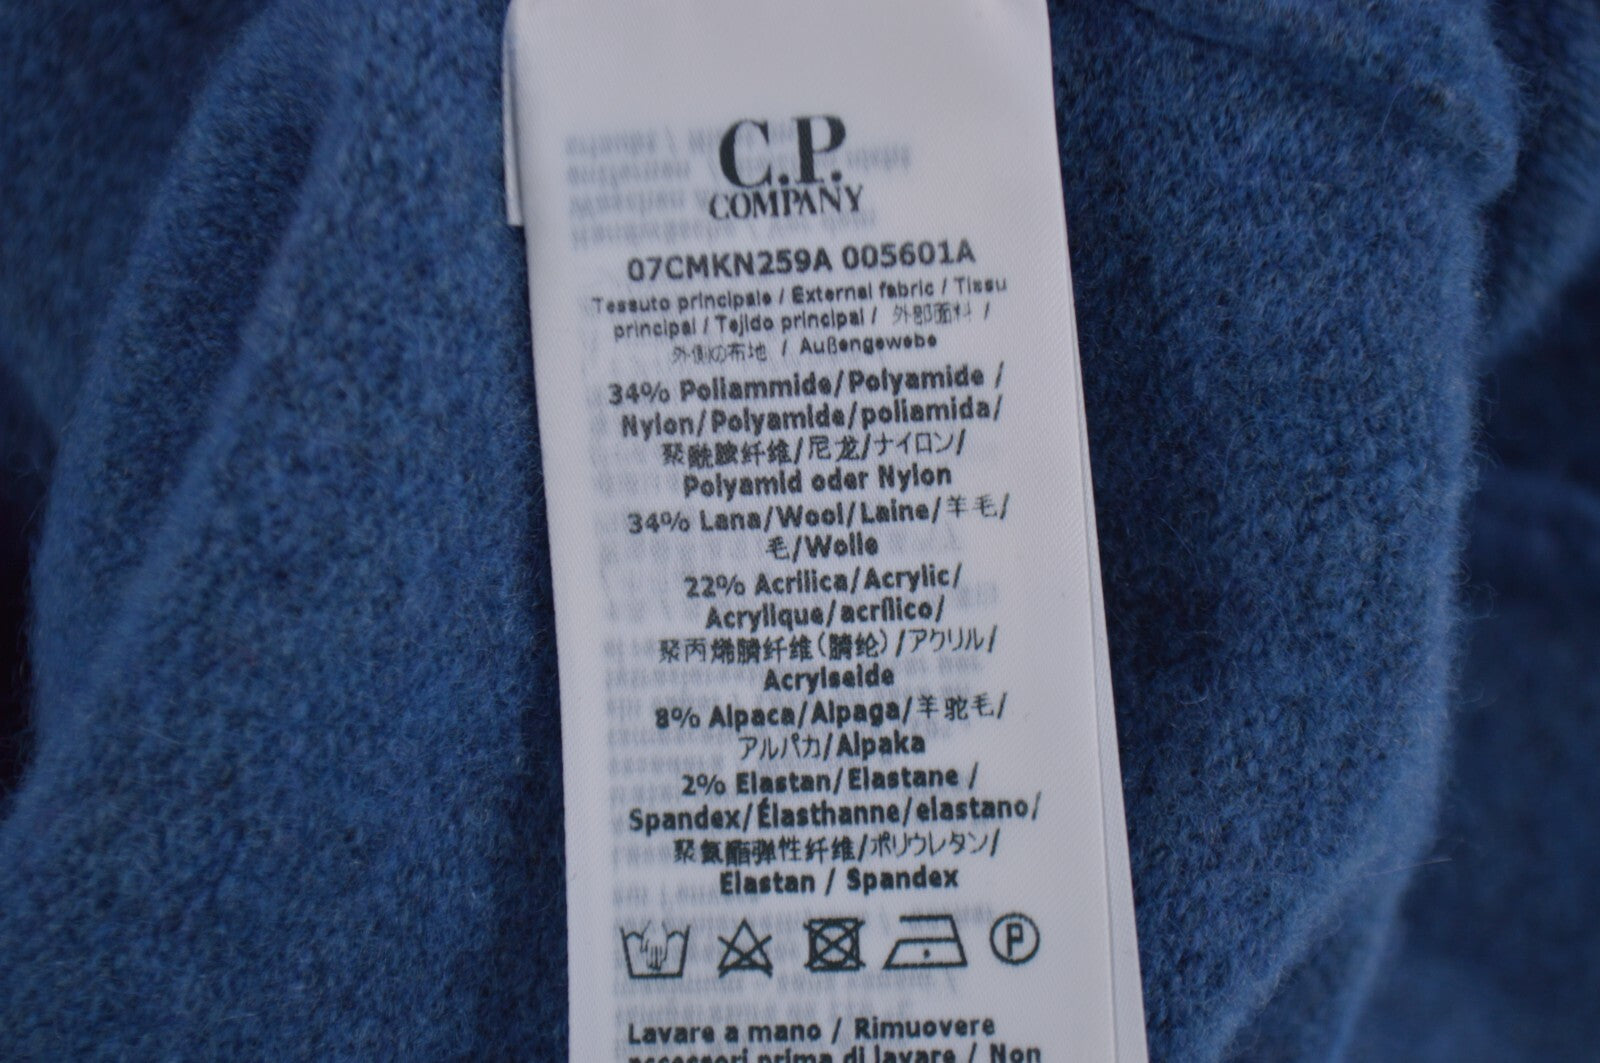 C.P.
COMPANY
07CMKN259A 005601A
Tessuto principale / External fabric / Tissu
principal / Tejido principal / 外部面料 /
外側の布地 / Außengewebe
34% Poliammide/Polyamide /
Nylon/Polyamide/poliamida/
聚酰胺纤维/尼龙/ナイロン/
Polyamid oder Nylon
34% Lana/Wool/Laine/羊毛/
毛/Wolle
22% Acrilica/Acrylic/
Acrylique/acrílico/
聚丙烯腈纤维(腈纶)/アクリル/
Acrylseide
8% Alpaca/Alpaga/羊驼毛/
アルパカ/Alpaka
2% Elastan/Elastane /
Spandex/Élasthanne/elastano/
聚氨酯弹性纤维/ポリウレタン/
Elastan / Spandex
P
Lavare a mano / Rimuovere
accessori prima di lavare / Non